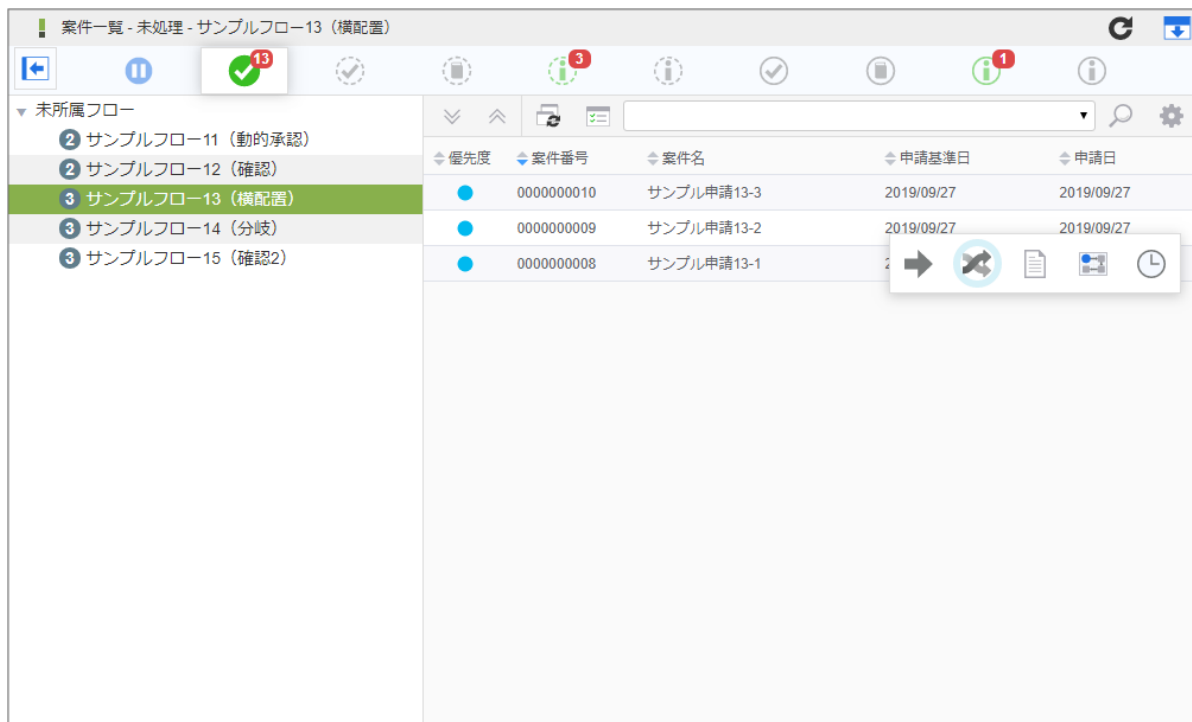 案件一覧 - 未処理 - サンプルフロー13（横配置）
13
3
1
未所属フロー
2 サンプルフロー11（動的承認）
2 サンプルフロー12（確認）
3 サンプルフロー13（横配置）
3 サンプルフロー14（分岐）
3 サンプルフロー15（確認2）
優先度 案件番号 案件名 申請基準日 申請日
0000000010 サンプル申請13-3 2019/09/27 2019/09/27
0000000009 サンプル申請13-2 2019/09/27 2019/09/27
0000000008 サンプル申請13-1